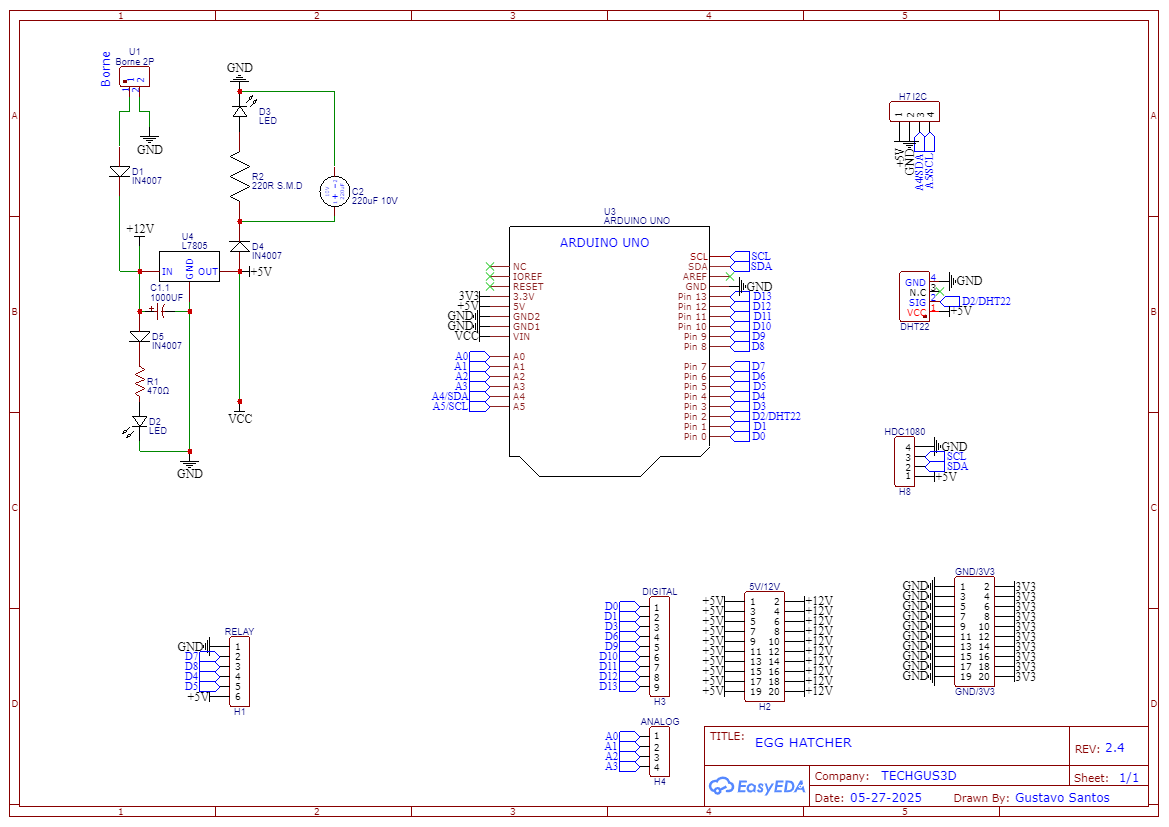 1 2 3 4 5
A
B
C
D
A
B
C
D
Borne
U1
Borne 2P
1 2
1 2
GND
D1
IN4007
+12V
U4
L7805
IN
GND
OUT
+5V
C1.1
1000UF
+
D5
IN4007
R1
470Ω
D2
LED
GND
GND
D3
LED
R2
220R S.M.D
C2
220uF 10V
D4
IN4007
VCC
U3
ARDUINO UNO
ARDUINO UNO
NC
IOREF
RESET
3V3 3.3V
+5V 5V
GND GND2
GND GND1
VCC VIN
A0 A0
A1 A1
A2 A2
A3 A3
A4/SDA A4
A5/SCL A5
SCL SCL
SDA SDA
AREF
GND GND
Pin 13 D13
Pin 12 D12
Pin 11 D11
Pin 10 D10
Pin 9 D9
Pin 8 D8
Pin 7 D7
Pin 6 D6
Pin 5 D5
Pin 4 D4
Pin 3 D3
Pin 2 D2/DHT22
Pin 1 D1
Pin 0 D0
H7 I2C
1 2 3 4
+5V
GND
A4/SDA
A5/SCL
GND 4 GND
N.C 3
SIG 2 D2/DHT22
VCC 1 +5V
DHT22
HDC1080
4 GND
3 SCL
2 SDA
1 +5V
H8
RELAY
GND 1
D7 2
D8 3
D4 4
D5 5
+5V 6
H1
DIGITAL
D0 1
D1 2
D3 3
D6 4
D9 5
D10 6
D11 7
D12 8
D13 9
H3
ANALOG
A0 1
A1 2
A2 3
A3 4
H4
5V/12V
+5V 1 2 +12V
+5V 3 4 +12V
+5V 5 6 +12V
+5V 7 8 +12V
+5V 9 10 +12V
+5V 11 12 +12V
+5V 13 14 +12V
+5V 15 16 +12V
+5V 17 18 +12V
+5V 19 20 +12V
H2
GND/3V3
GND 1 2 3V3
GND 3 4 3V3
GND 5 6 3V3
GND 7 8 3V3
GND 9 10 3V3
GND 11 12 3V3
GND 13 14 3V3
GND 15 16 3V3
GND 17 18 3V3
GND 19 20 3V3
GND/3V3
TITLE: EGG HATCHER
REV: 2.4
EasyEDA
Company: TECHGUS3D
Sheet: 1/1
Date: 05-27-2025 Drawn By: Gustavo Santos
1 2 3 4 5